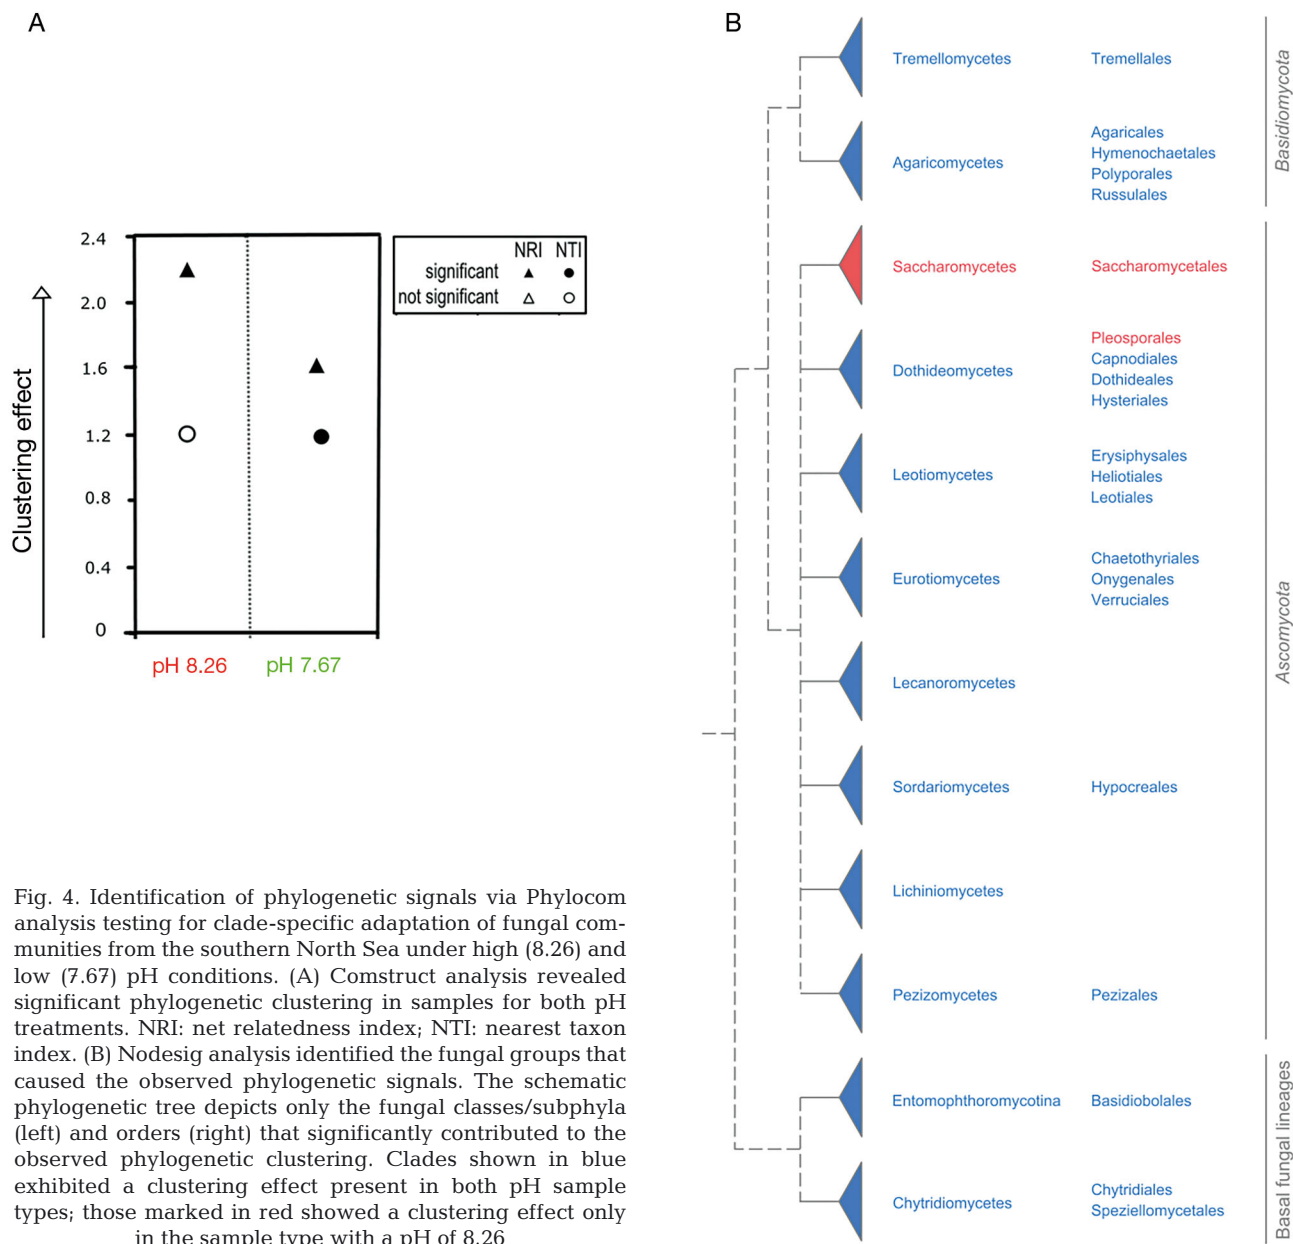 A
2.4
2.0
1.6
1.2
0.8
0.4
0
Clustering effect
pH 8.26 pH 7.67
NRI NTI
significant
not significant
B
Tremellomycetes Tremellales
Agaricomycetes
Agaricales
Hymenochaetales
Polyporales
Russulales
Basidiomycota
Saccharomycetes Saccharomycetales
Dothideomycetes
Pleosporales
Capnodiales
Dothideales
Hysteriales
Leotiomycetes
Erysiphysales
Heliotiales
Leotiales
Eurotiomycetes
Chaetothyriales
Onygenales
Verruciales
Lecanoromycetes
Sordariomycetes Hypocreales
Lichiniomycetes
Pezizomycetes Pezizales
Ascomycota
Entomophthoromycotina Basidiobolales
Chytridiomycetes
Chytridiales
Speziellomycetales
Basal fungal lineages
Fig. 4. Identification of phylogenetic signals via Phylocom
analysis testing for clade-specific adaptation of fungal com-
munities from the southern North Sea under high (8.26) and
low (7.67) pH conditions. (A) Comstruct analysis revealed
significant phylogenetic clustering in samples for both pH
treatments. NRI: net relatedness index; NTI: nearest taxon
index. (B) Nodesig analysis identified the fungal groups that
caused the observed phylogenetic signals. The schematic
phylogenetic tree depicts only the fungal classes/subphyla
(left) and orders (right) that significantly contributed to the
observed phylogenetic clustering. Clades shown in blue
exhibited a clustering effect present in both pH sample
types; those marked in red showed a clustering effect only
in the sample type with a pH of 8.26